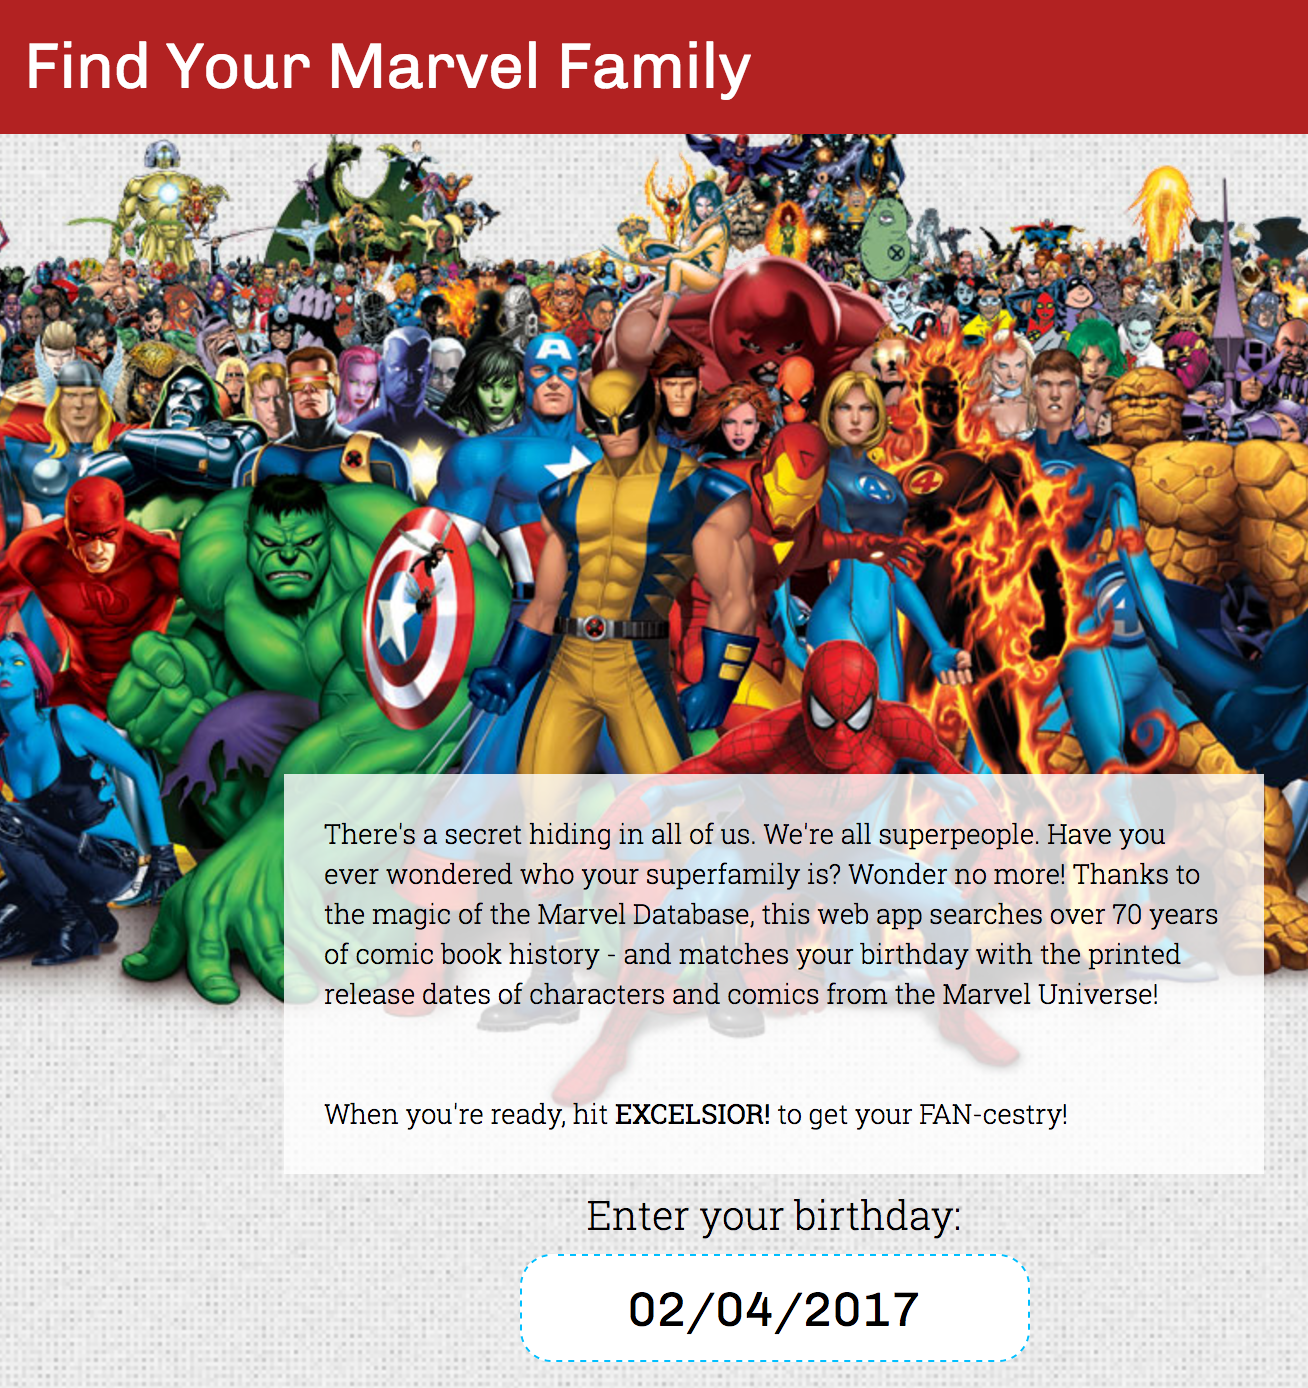 Find Your Marvel Family
A
4
There's a secret hiding in all of us. We're all superpeople. Have you
ever wondered who your superfamily is? Wonder no more! Thanks to
the magic of the Marvel Database, this web app searches over 70 years
of comic book history - and matches your birthday with the printed
release dates of characters and comics from the Marvel Universe!
When you're ready, hit EXCELSIOR! to get your FAN-cestry!
Enter your birthday:
02/04/2017